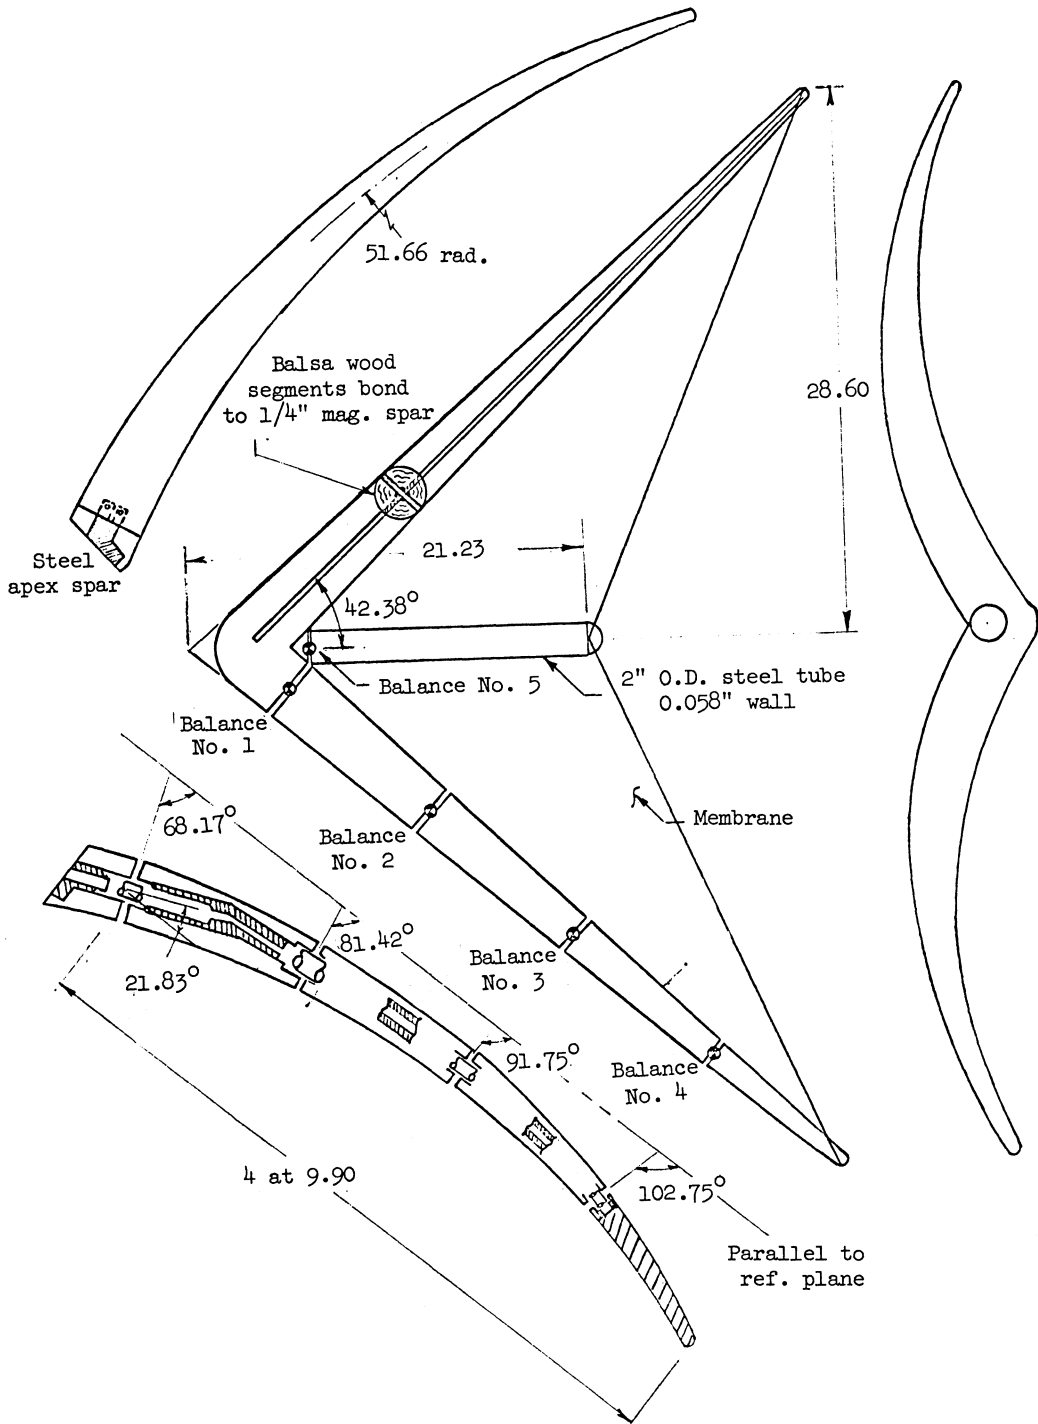 51.66 rad.
Balsa wood
segments bond
to 1/4" mag. spar
28.60
Steel
apex spar
21.23
42.38°
Balance No. 5
2" O.D. steel tube
0.058" wall
Balance
No. 1
68.17°
Balance
No. 2
Membrane
81.42°
21.83°
Balance
No. 3
91.75°
Balance
No. 4
4 at 9.90
102.75°
Parallel to
ref. plane